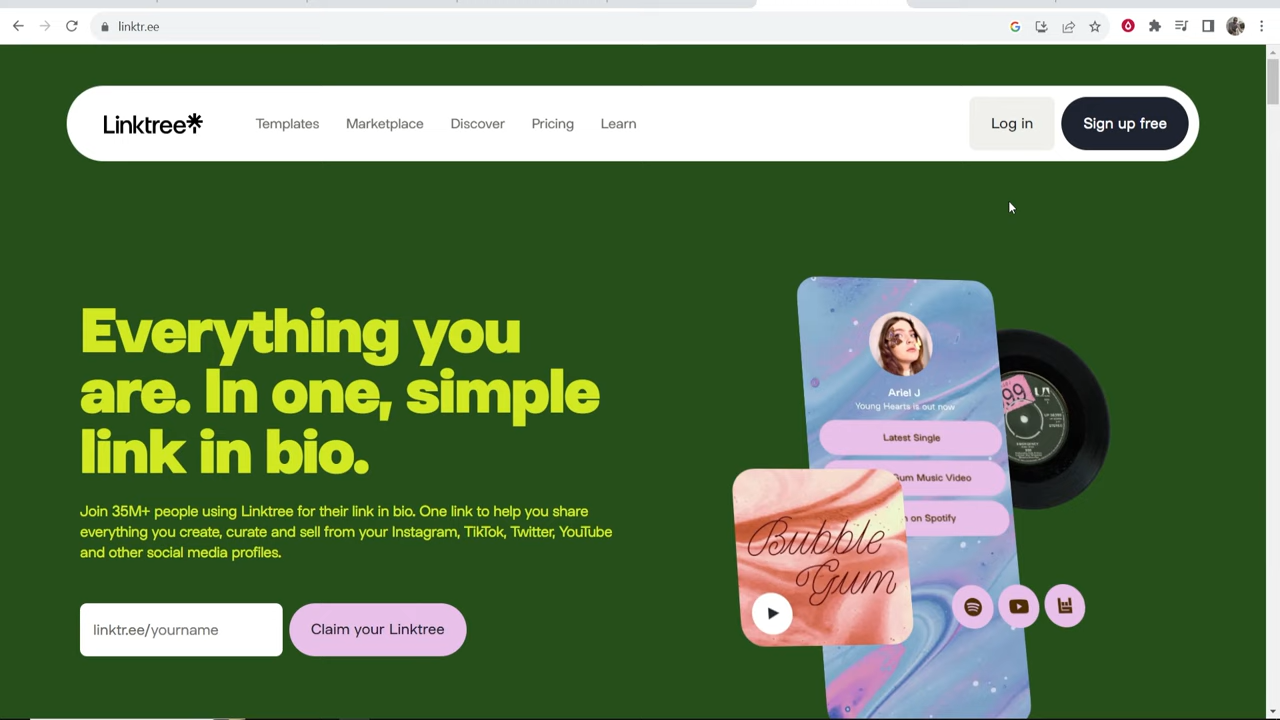 linktr.ee
Linktree
Templates
Marketplace
Discover
Pricing
Learn
Log in
Sign up free
Everything you
are. In one, simple
link in bio.
Join 35M+ people using Linktree for their link in bio. One link to help you share
everything you create, curate and sell from your Instagram, TikTok, Twitter, YouTube
and other social media profiles.
linktr.ee/yourname
Claim your Linktree
Ariel J
Young Hearts is out now
Latest Single
Gum Music Video
on Spotify
Bubble
Gum